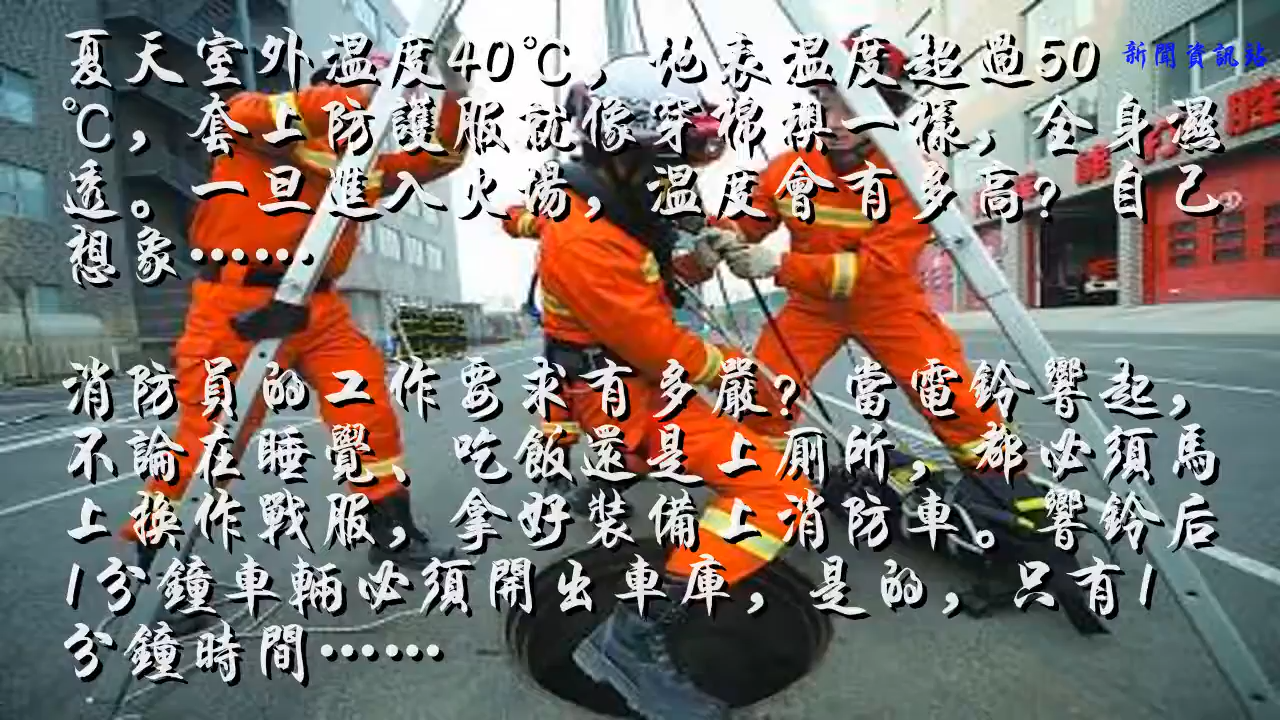 夏天室外溫度40℃，地表溫度超過50
℃，套上防護服就像穿棉襖一樣，全身濕
透。一旦進入火場，溫度會有多高？自己
想象……
消防員的工作要求有多嚴？當電鈴響起，
不論在睡覺、吃飯還是上廁所，都必須馬
上換作戰服，拿好裝備上消防車。響鈴后
1分鐘車輛必須開出車庫，是的，只有1
分鐘時間……
新聞資訊站